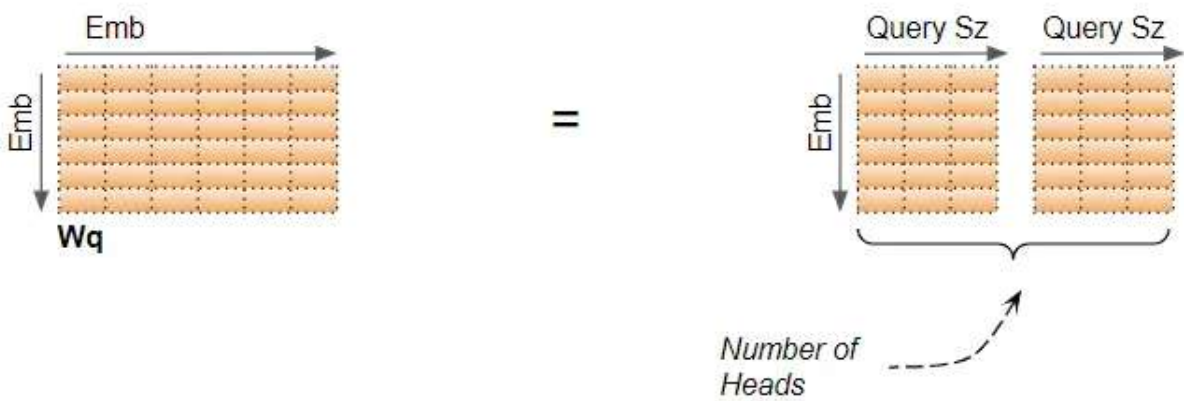 Emb
Emb
Wq
=
Query Sz
Query Sz
Emb
Number of
Heads